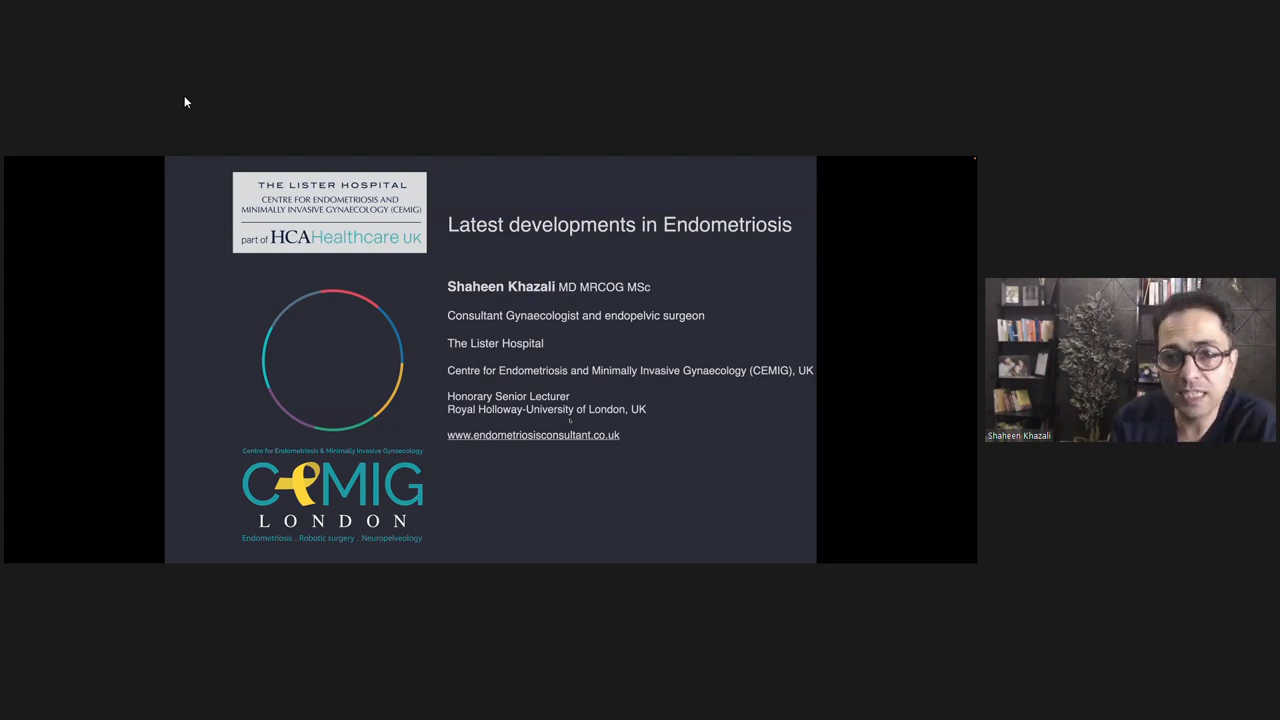 THE LISTER HOSPITAL
CENTRE FOR ENDOMETRIOSIS AND
MINIMALLY INVASIVE GYNAECOLOGY (CEMIG)
part of HCAHealthcare UK
Latest developments in Endometriosis
Shaheen Khazali MD MRCOG MSc
Consultant Gynaecologist and endopelvic surgeon
The Lister Hospital
Centre for Endometriosis and Minimally Invasive Gynaecology (CEMIG), UK
Honorary Senior Lecturer
Royal Holloway-University of London, UK
www.endometriosisconsultant.co.uk
Centre for Endometriosis & Minimally Invasive Gynaecology
CEMIG
LONDON
Endometriosis . Robotic surgery . Neuropelveology
Shaheen Khazali